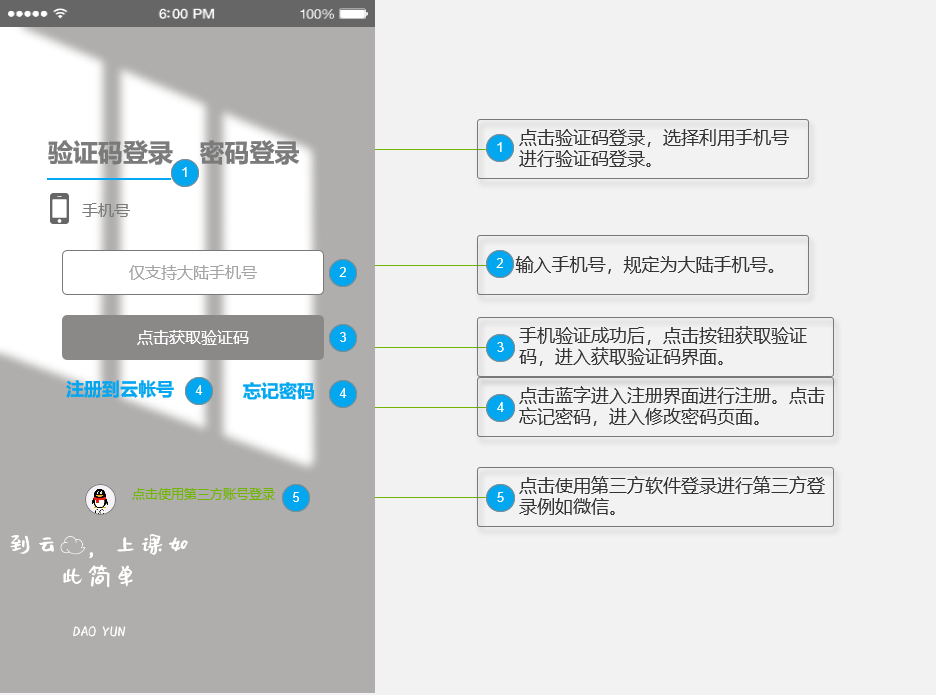 6:00 PM
100%
验证码登录
密码登录
1
手机号
仅支持大陆手机号
2
点击获取验证码
3
注册到云帐号
4
忘记密码
4
点击使用第三方账号登录
5
到云，上课如
此简单
DAO YUN
1
点击验证码登录，选择利用手机号
进行验证码登录。
2
输入手机号，规定为大陆手机号。
3
手机验证成功后，点击按钮获取验证
码，进入获取验证码界面。
4
点击蓝字进入注册界面进行注册。点击
忘记密码，进入修改密码页面。
5
点击使用第三方软件登录进行第三方登
录例如微信。